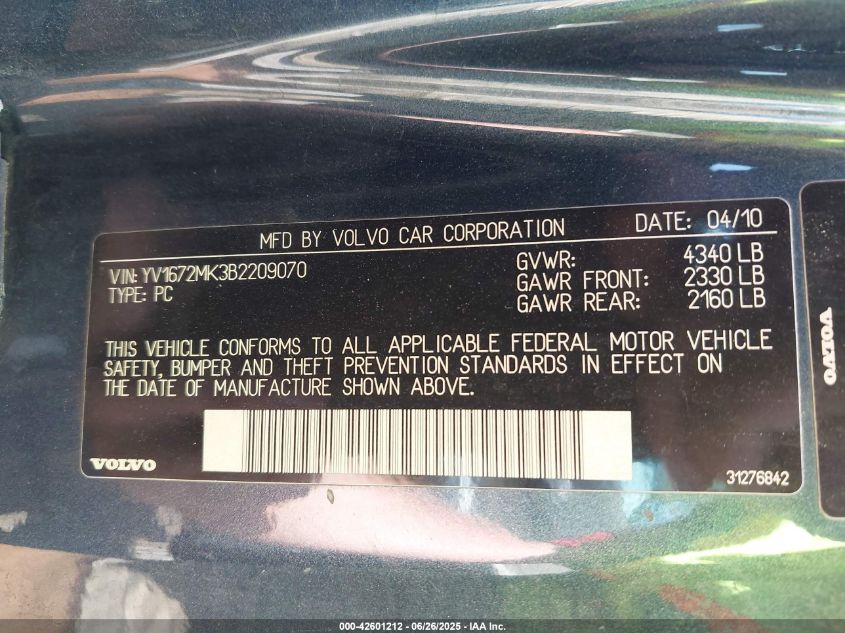 MFD BY VOLVO CAR CORPORATION DATE: 04/10
VIN: YV1672MK3B2209070 GVWR: 4340 LB
TYPE: PC GAWR FRONT: 2330 LB
GAWR REAR: 2160 LB
THIS VEHICLE CONFORMS TO ALL APPLICABLE FEDERAL MOTOR VEHICLE
SAFETY, BUMPER AND THEFT PREVENTION STANDARDS IN EFFECT ON
THE DATE OF MANUFACTURE SHOWN ABOVE.
VOLVO
31276842
VOLVO
000-42601212 - 06/26/2025 - IAA Inc.